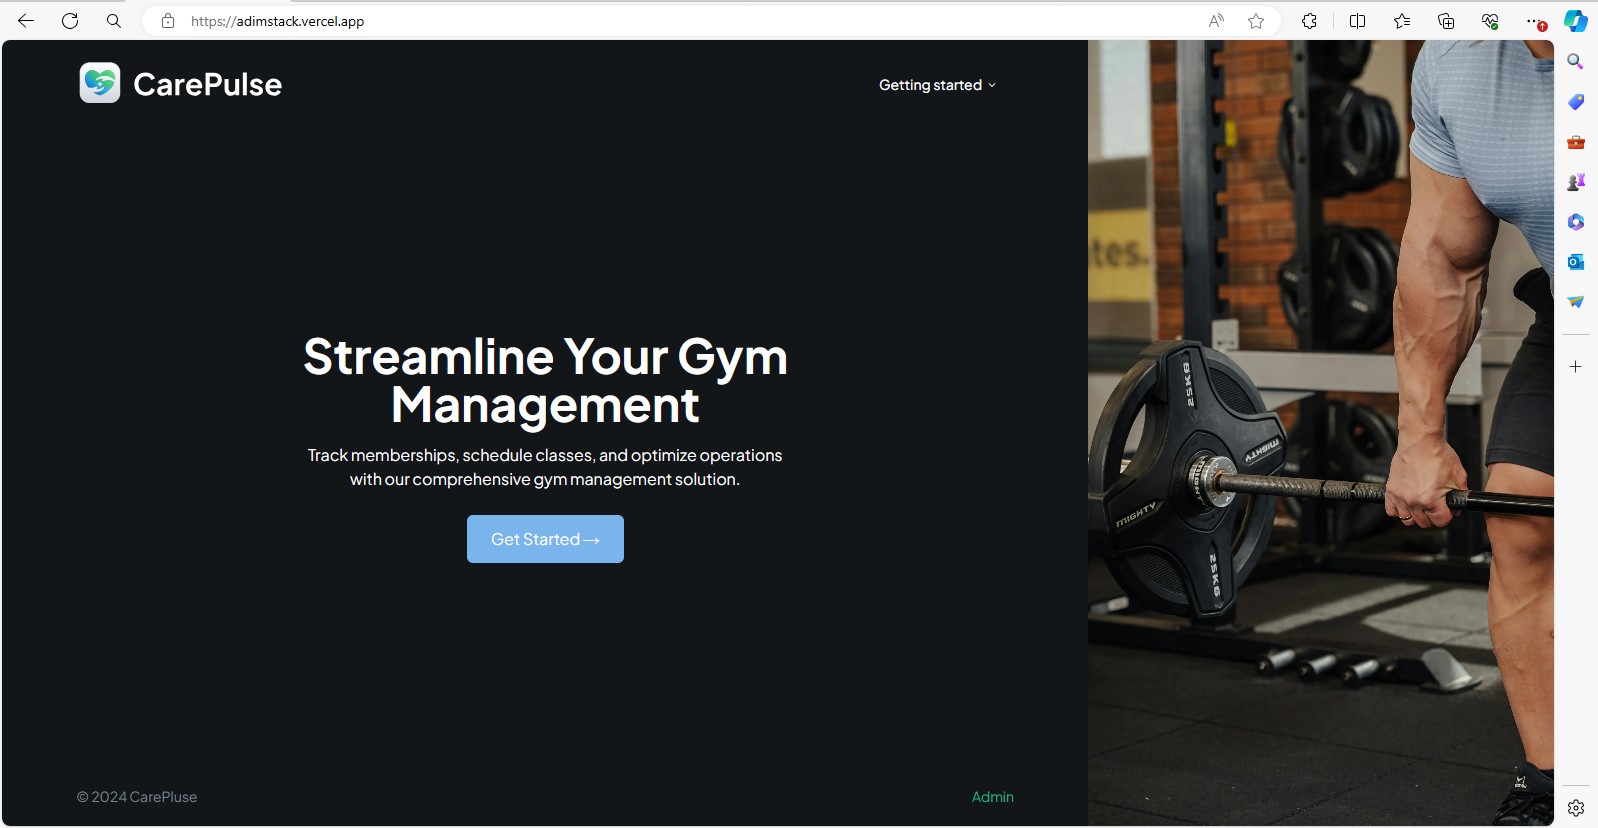 https://adimstack.vercel.app
CarePulse
Getting started
Streamline Your Gym
Management
Track memberships, schedule classes, and optimize operations
with our comprehensive gym management solution.
Get Started →
© 2024 CarePluse
Admin
25KG
MIGHTY
MIGHTY
MIGHTY
25KG